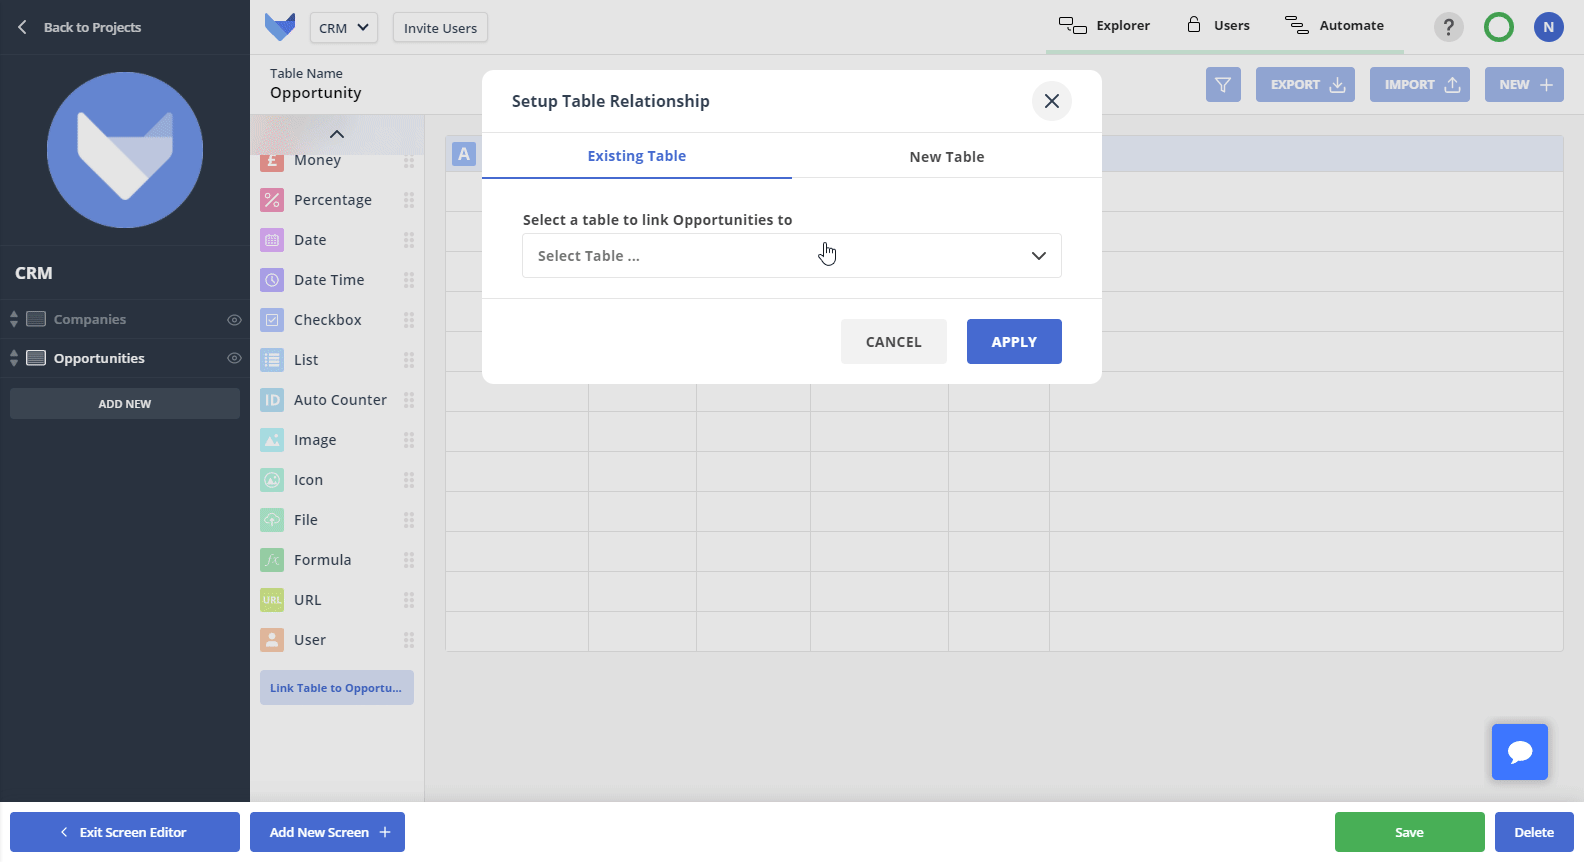 Back to Projects
CRM
Invite Users
Explorer
Users
Automate
?
N
Table Name
Opportunity
EXPORT
IMPORT
NEW
Setup Table Relationship
Existing Table
New Table
Select a table to link Opportunities to
Select Table ...
CANCEL
APPLY
CRM
Companies
Opportunities
ADD NEW
A
£ Money
% Percentage
Date
Date Time
Checkbox
List
ID Auto Counter
Image
Icon
File
fx Formula
URL URL
User
Link Table to Opportu...
Exit Screen Editor
Add New Screen
Save
Delete